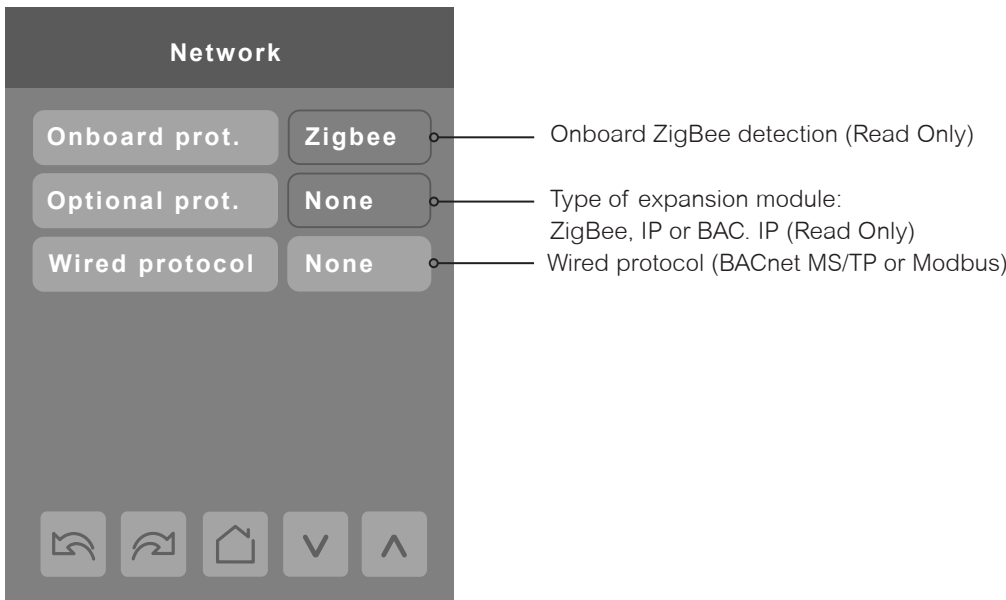 Network
Onboard prot. Zigbee
Onboard ZigBee detection (Read Only)
Optional prot. None
Type of expansion module:
ZigBee, IP or BAC. IP (Read Only)
Wired protocol None
Wired protocol (BACnet MS/TP or Modbus)